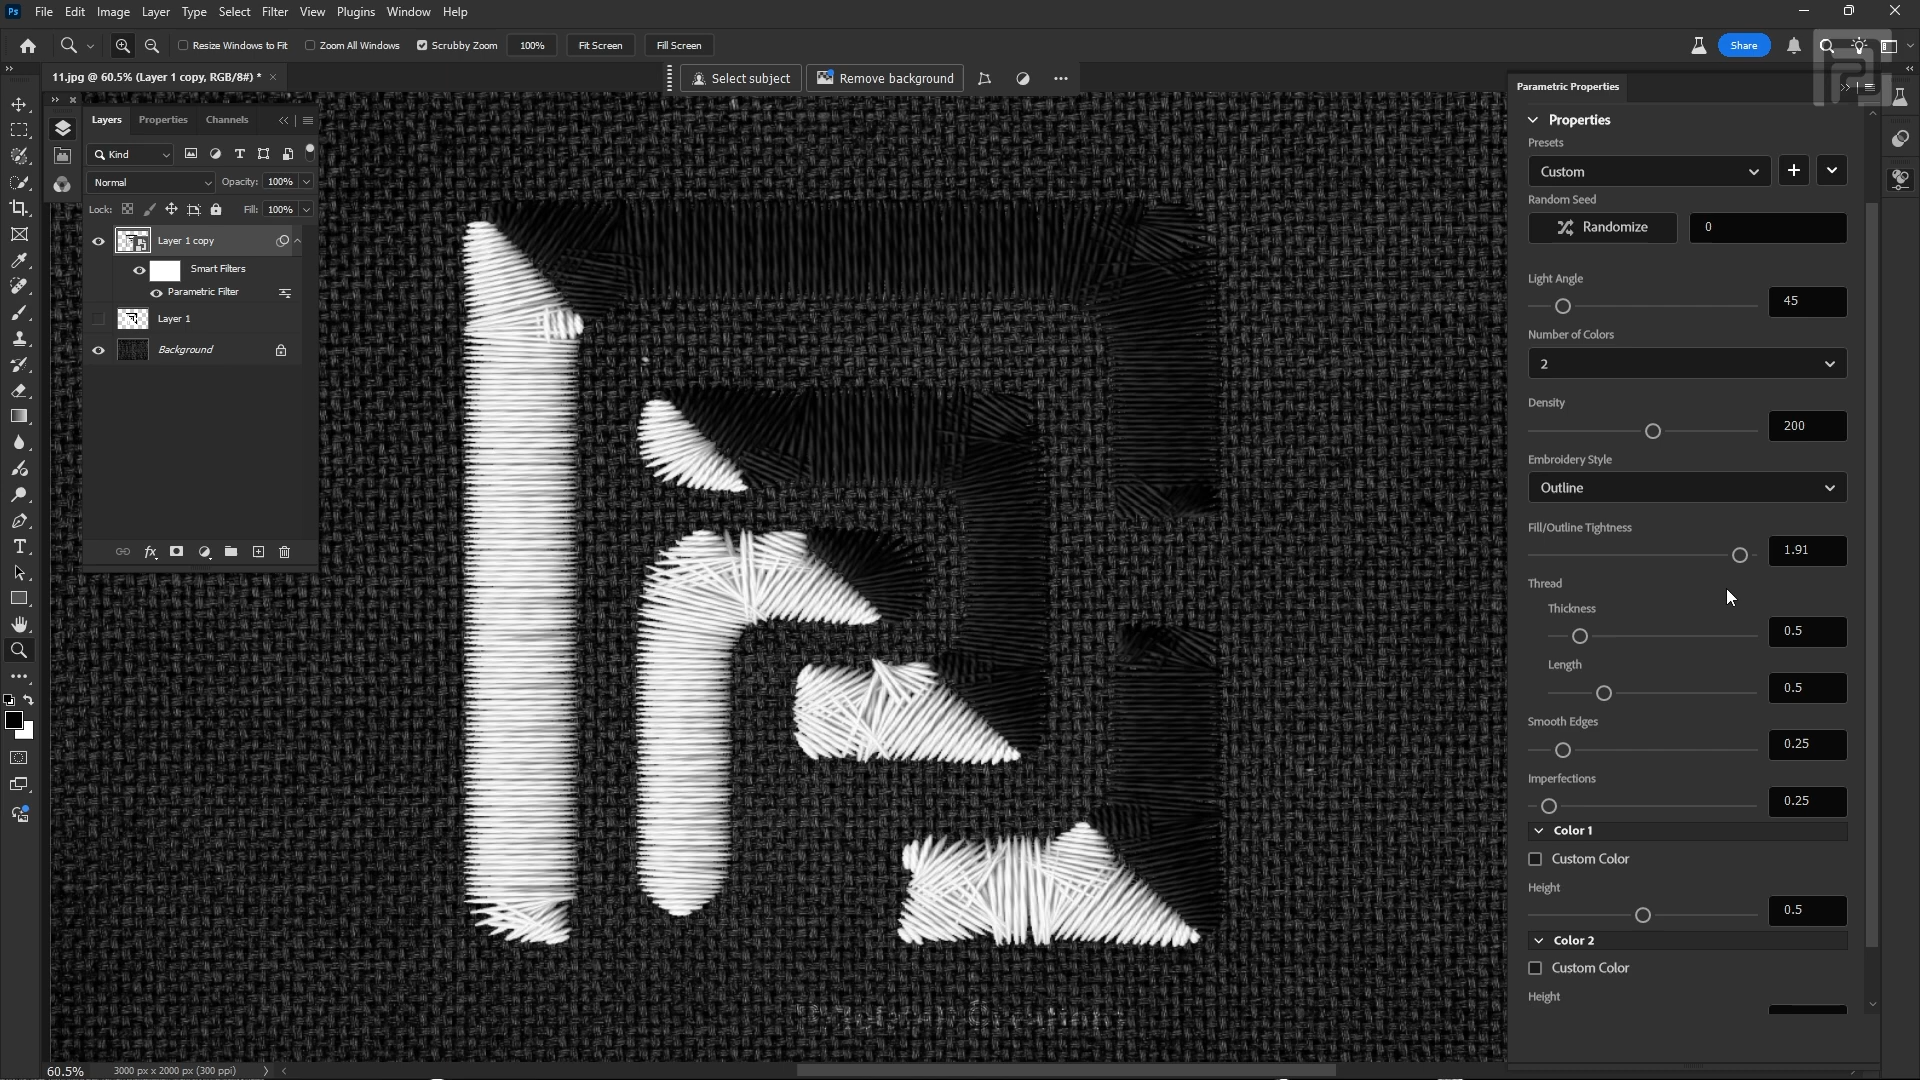 Ps File Edit Image Layer Type Select Filter View Plugins Window Help
Resize Windows to Fit Zoom All Windows Scrubby Zoom 100% Fit Screen Fill Screen Share
11.jpg @ 60.5% (Layer 1 copy, RGB/8#) *
Select subject Remove background
Parametric Properties
Layers Properties Channels
Kind
Normal Opacity: 100%
Lock: Fill: 100%
Layer 1 copy
Smart Filters
Parametric Filter
Layer 1
Background
fx
Properties
Presets
Custom
Random Seed
Randomize 0
Light Angle
45
Number of Colors
2
Density
200
Embroidery Style
Outline
Fill/Outline Tightness
1.91
Thread
Thickness
0.5
Length
0.5
Smooth Edges
0.25
Imperfections
0.25
Color 1
Custom Color
Height
0.5
Color 2
Custom Color
Height
60.5% 3000 px x 2000 px (300 ppi)